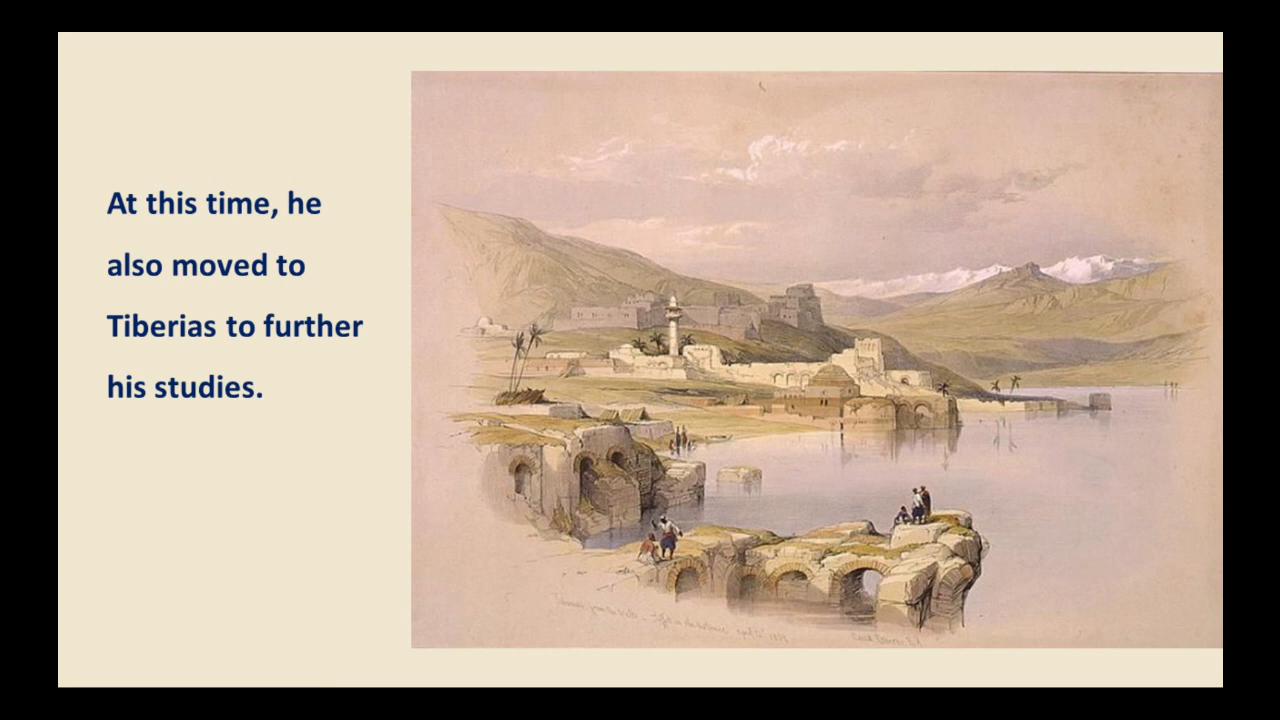 At this time, he
also moved to
Tiberias to further
his studies.